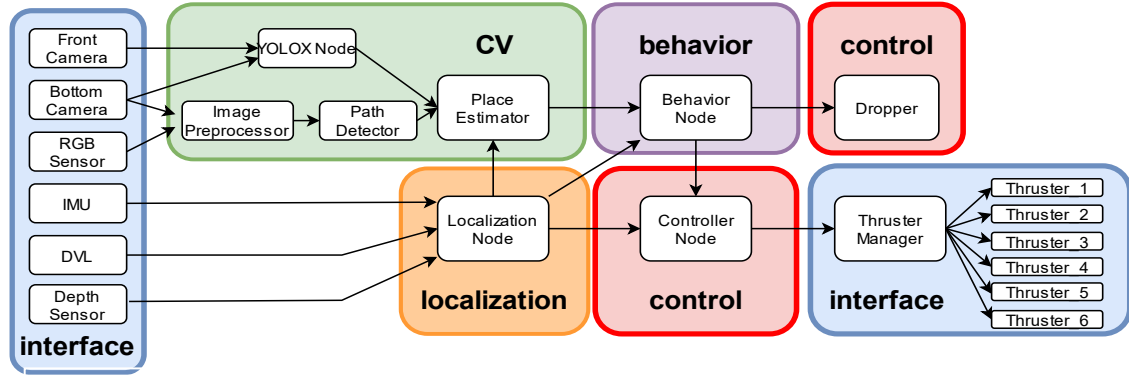 Front
Camera
Bottom
Camera
RGB
Sensor
IMU
DVL
Depth
Sensor
interface
YOLOX Node
CV
Image
Preprocessor
Path
Detector
Place
Estimator
behavior
Behavior
Node
control
Dropper
Localization
Node
localization
Controller
Node
control
Thruster
Manager
interface
Thruster_1
Thruster_2
Thruster_3
Thruster_4
Thruster_5
Thruster_6